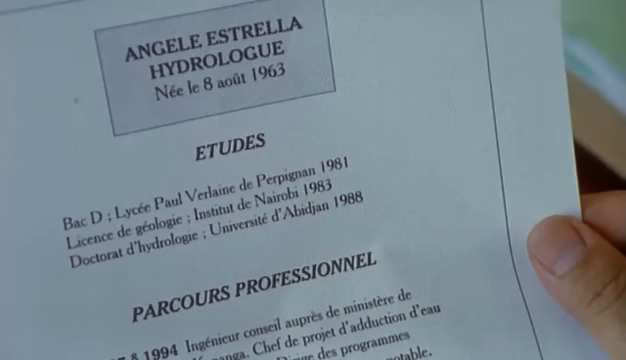 ANGELE ESTRELLA
HYDROLOGUE
Née le 8 août 1963
ETUDES
Bac D ; Lycée Paul Verlaine de Perpignan 1981
Licence de géologie ; Institut de Nairobi 1983
Doctorat d'hydrologie ; Université d'Abidjan 1988
PARCOURS PROFESSIONNEL
8 1994 Ingénieur conseil auprès de ministère de
Chef de projet d'adduction d'eau
des programmes
potable.